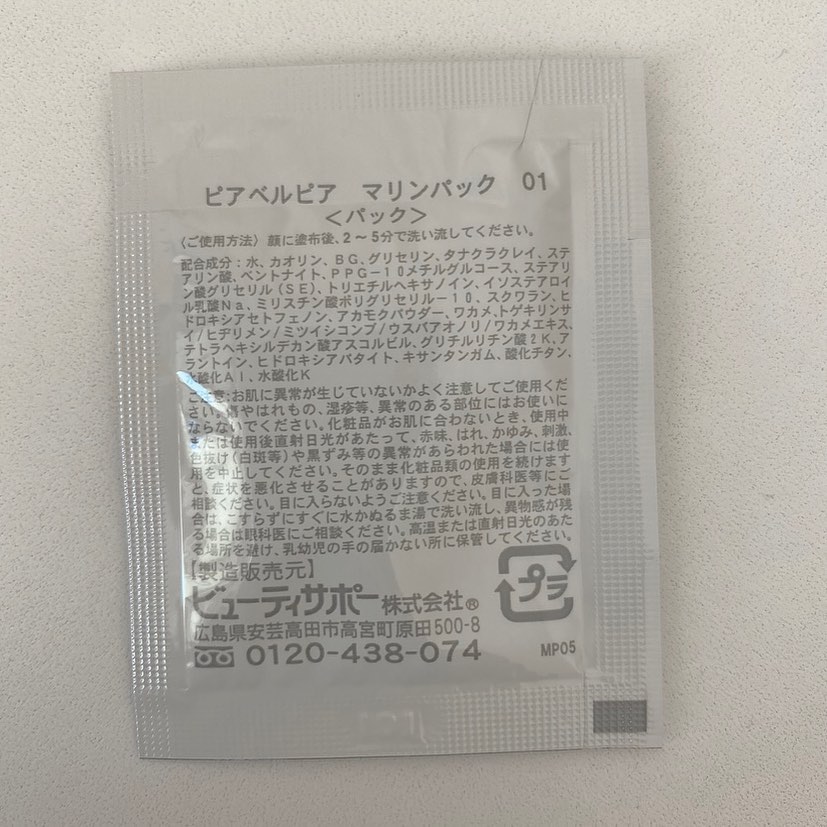 ピアベルピア マリンパック 01
＜パック＞
〈ご使用方法〉顔に塗布後、2～5分で洗い流してください。
配合成分：水、カオリン、BG、グリセリン、タナクラクレイ、ステ
アリン酸、ベントナイト、PPG－10メチルグルコース、ステアリ
ン酸グリセリル（SE）、トリエチルヘキサノイン、イソステアロイ
ル乳酸Na、ミリスチン酸ポリグリセリル－10、スクワラン、ヒ
ドロキシアセトフェノン、アカモクパウダー、ワカメ、トゲキリンサ
イ/ヒヂリメン/ミツイシコンブ/ウスバアオノリ/ワカメエキス、
テトラヘキシルデカン酸アスコルビル、グリチルリチン酸2K、ア
ラントイン、ヒドロキシアパタイト、キサンタンガム、酸化チタン、
水酸化Al、水酸化K
ご注意：お肌に異常が生じていないかよく注意してご使用くだ
さい。傷やはれもの、湿疹等、異常のある部位にはお使いに
ならないでください。化粧品がお肌に合わないとき、使用中
または使用後直射日光があたって、赤味、はれ、かゆみ、刺激、
色抜け（白斑等）や黒ずみ等の異常があらわれた場合には使
用を中止してください。そのまま化粧品類の使用を続けます
と、症状を悪化させることがありますので、皮膚科医等にご
相談ください。目に入らないようご注意ください。目に入った場
合は、こすらずにすぐに水かぬるま湯で洗い流し、異物感が残
る場合は眼科医にご相談ください。高温または直射日光のあた
る場所を避け、乳幼児の手の届かない所に保管してください。
【製造販売元】
ビューティサポー株式会社®
広島県安芸高田市高宮町原田500-8
0120-438-074
プラ
MP05